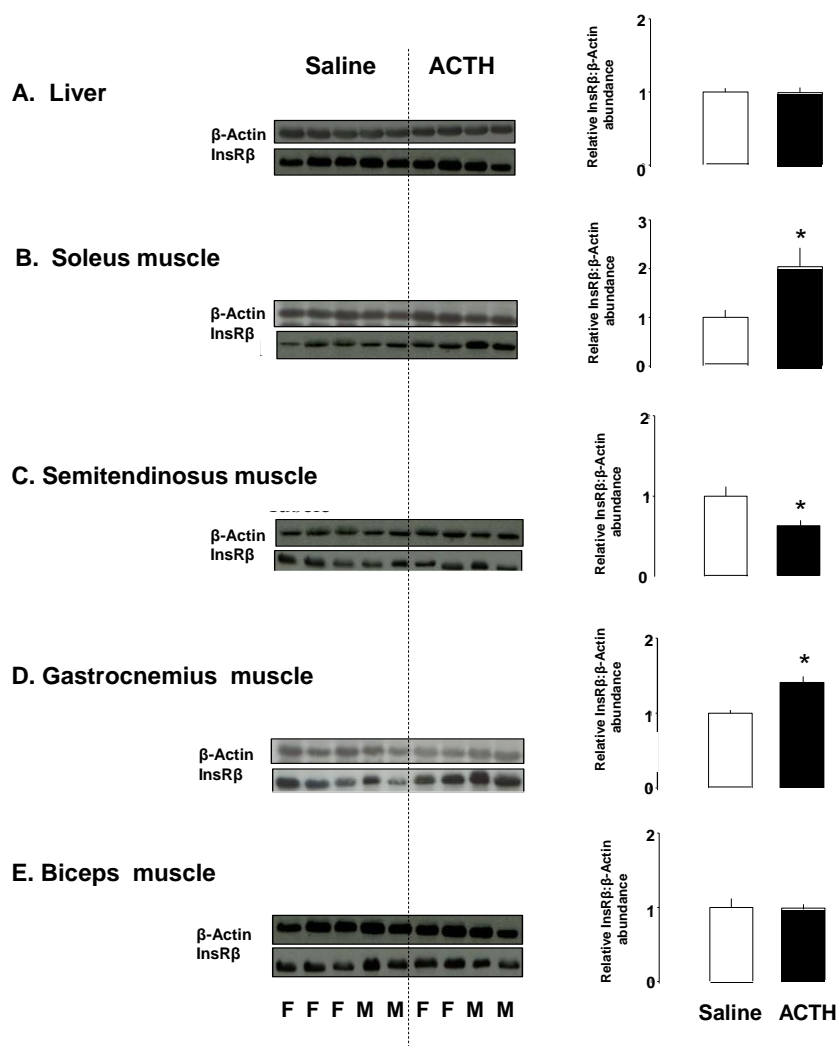 Saline ACTH
A. Liver
β-Actin
InsRβ
Relative InsRβ:β-Actin
abundance
2
1
0
B. Soleus muscle
β-Actin
InsRβ
Relative InsRβ:β-Actin
abundance
3
2
1
0
*
C. Semitendinosus muscle
β-Actin
InsRβ
Relative InsRβ:β-Actin
abundance
2
1
0
*
D. Gastrocnemius muscle
β-Actin
InsRβ
Relative InsRβ:β-Actin
abundance
2
1
0
*
E. Biceps muscle
β-Actin
InsRβ
Relative InsRβ:β-Actin
abundance
2
1
0
F F F M M F F M M
Saline ACTH